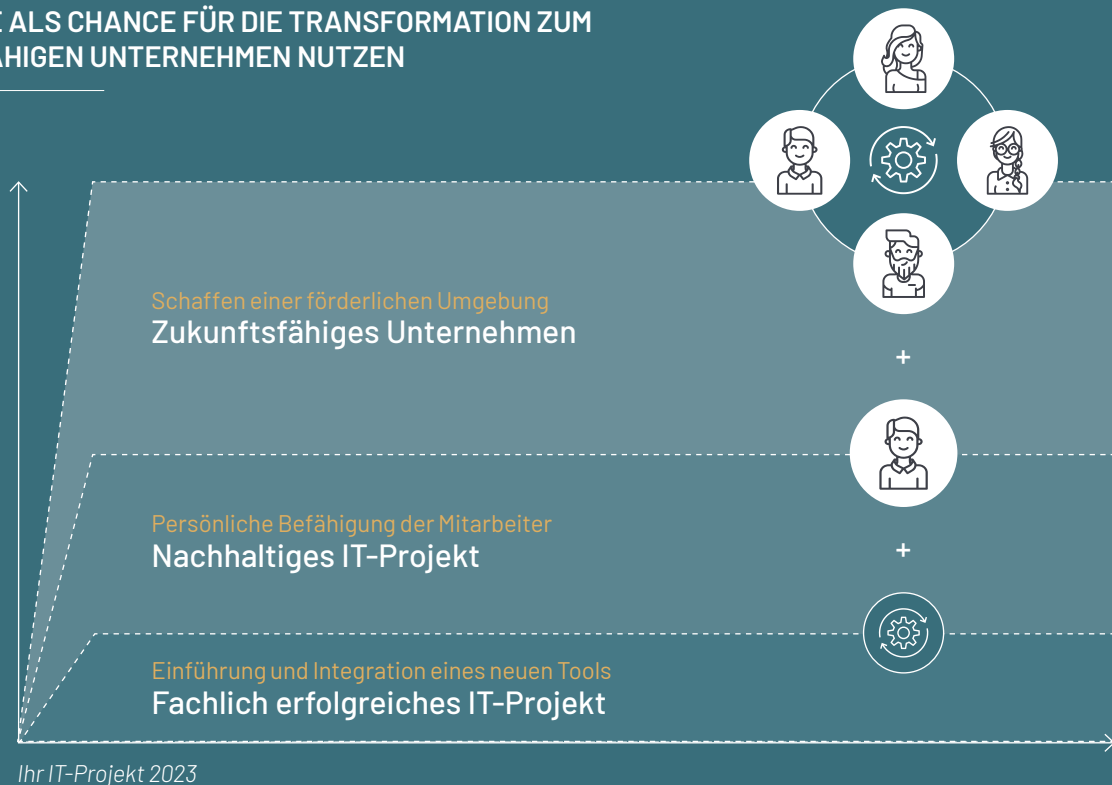 ALS CHANCE FÜR DIE TRANSFORMATION ZUM
UNTERNEHMEN NUTZEN
Schaffen einer förderlichen Umgebung
Zukunftsfähiges Unternehmen
+
Persönliche Befähigung der Mitarbeiter
Nachhaltiges IT-Projekt
+
Einführung und Integration eines neuen Tools
Fachlich erfolgreiches IT-Projekt
Ihr IT-Projekt 2023